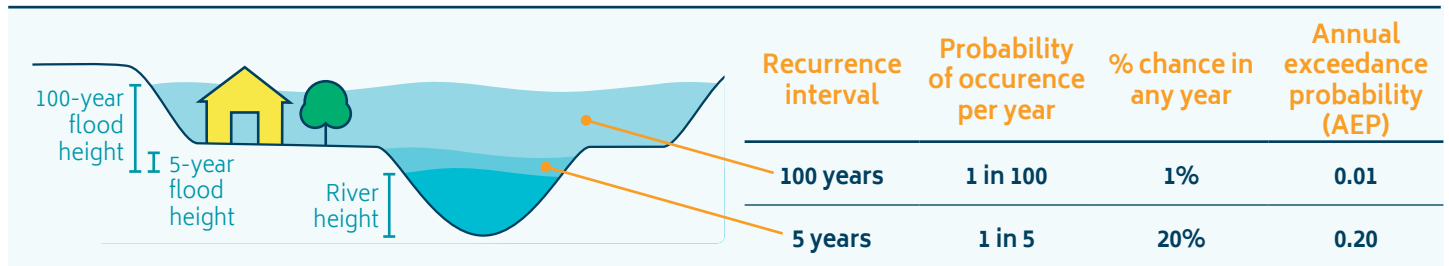 100-year
flood
height
5-year
flood
height
River
height
Recurrence
interval
Probability
of occurence
per year
% chance in
any year
Annual
exceedance
probability
(AEP)
100 years 1 in 100 1% 0.01
5 years 1 in 5 20% 0.20